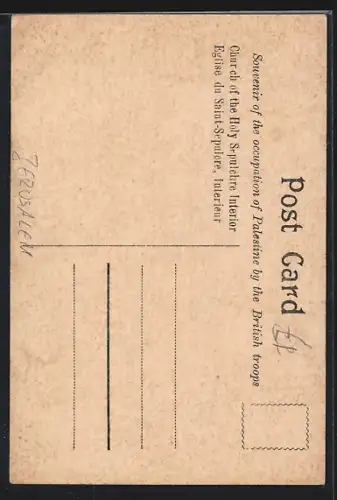 Post Card
Souvenir of the occupation of Palestine by the British troops
Church of the Holy Sepulchre Interior
Eglise du Saint-Sepulcre, Interieur
JERUSALEM